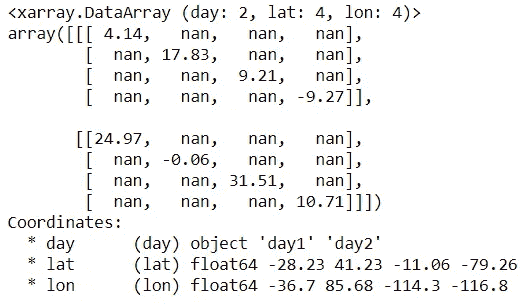 <xarray.DataArray (day: 2, lat: 4, lon: 4)>
array([[[ 4.14,   nan,   nan,   nan],
        [  nan, 17.83,   nan,   nan],
        [  nan,   nan,  9.21,   nan],
        [  nan,   nan,   nan, -9.27]],

       [[24.97,   nan,   nan,   nan],
        [  nan, -0.06,   nan,   nan],
        [  nan,   nan, 31.51,   nan],
        [  nan,   nan,   nan, 10.71]]])
Coordinates:
  * day      (day) object 'day1' 'day2'
  * lat      (lat) float64 -28.23 41.23 -11.06 -79.26
  * lon      (lon) float64 -36.7 85.68 -114.3 -116.8